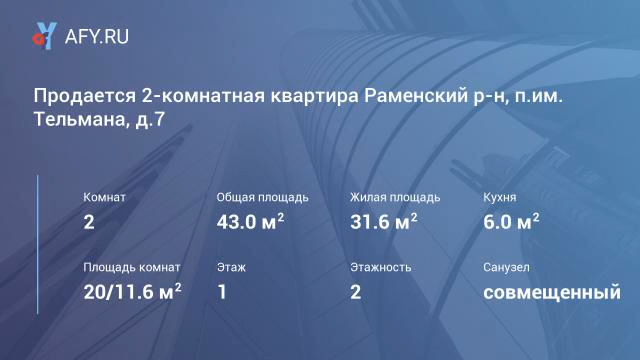 AFY.RU
Продается 2-комнатная квартира Раменский р-н, п.им.
Тельмана, д.7
Комнат
2
Общая площадь
43.0 м²
Жилая площадь
31.6 м²
Кухня
6.0 м²
Площадь комнат
20/11.6 м²
Этаж
1
Этажность
2
Санузел
совмещенный